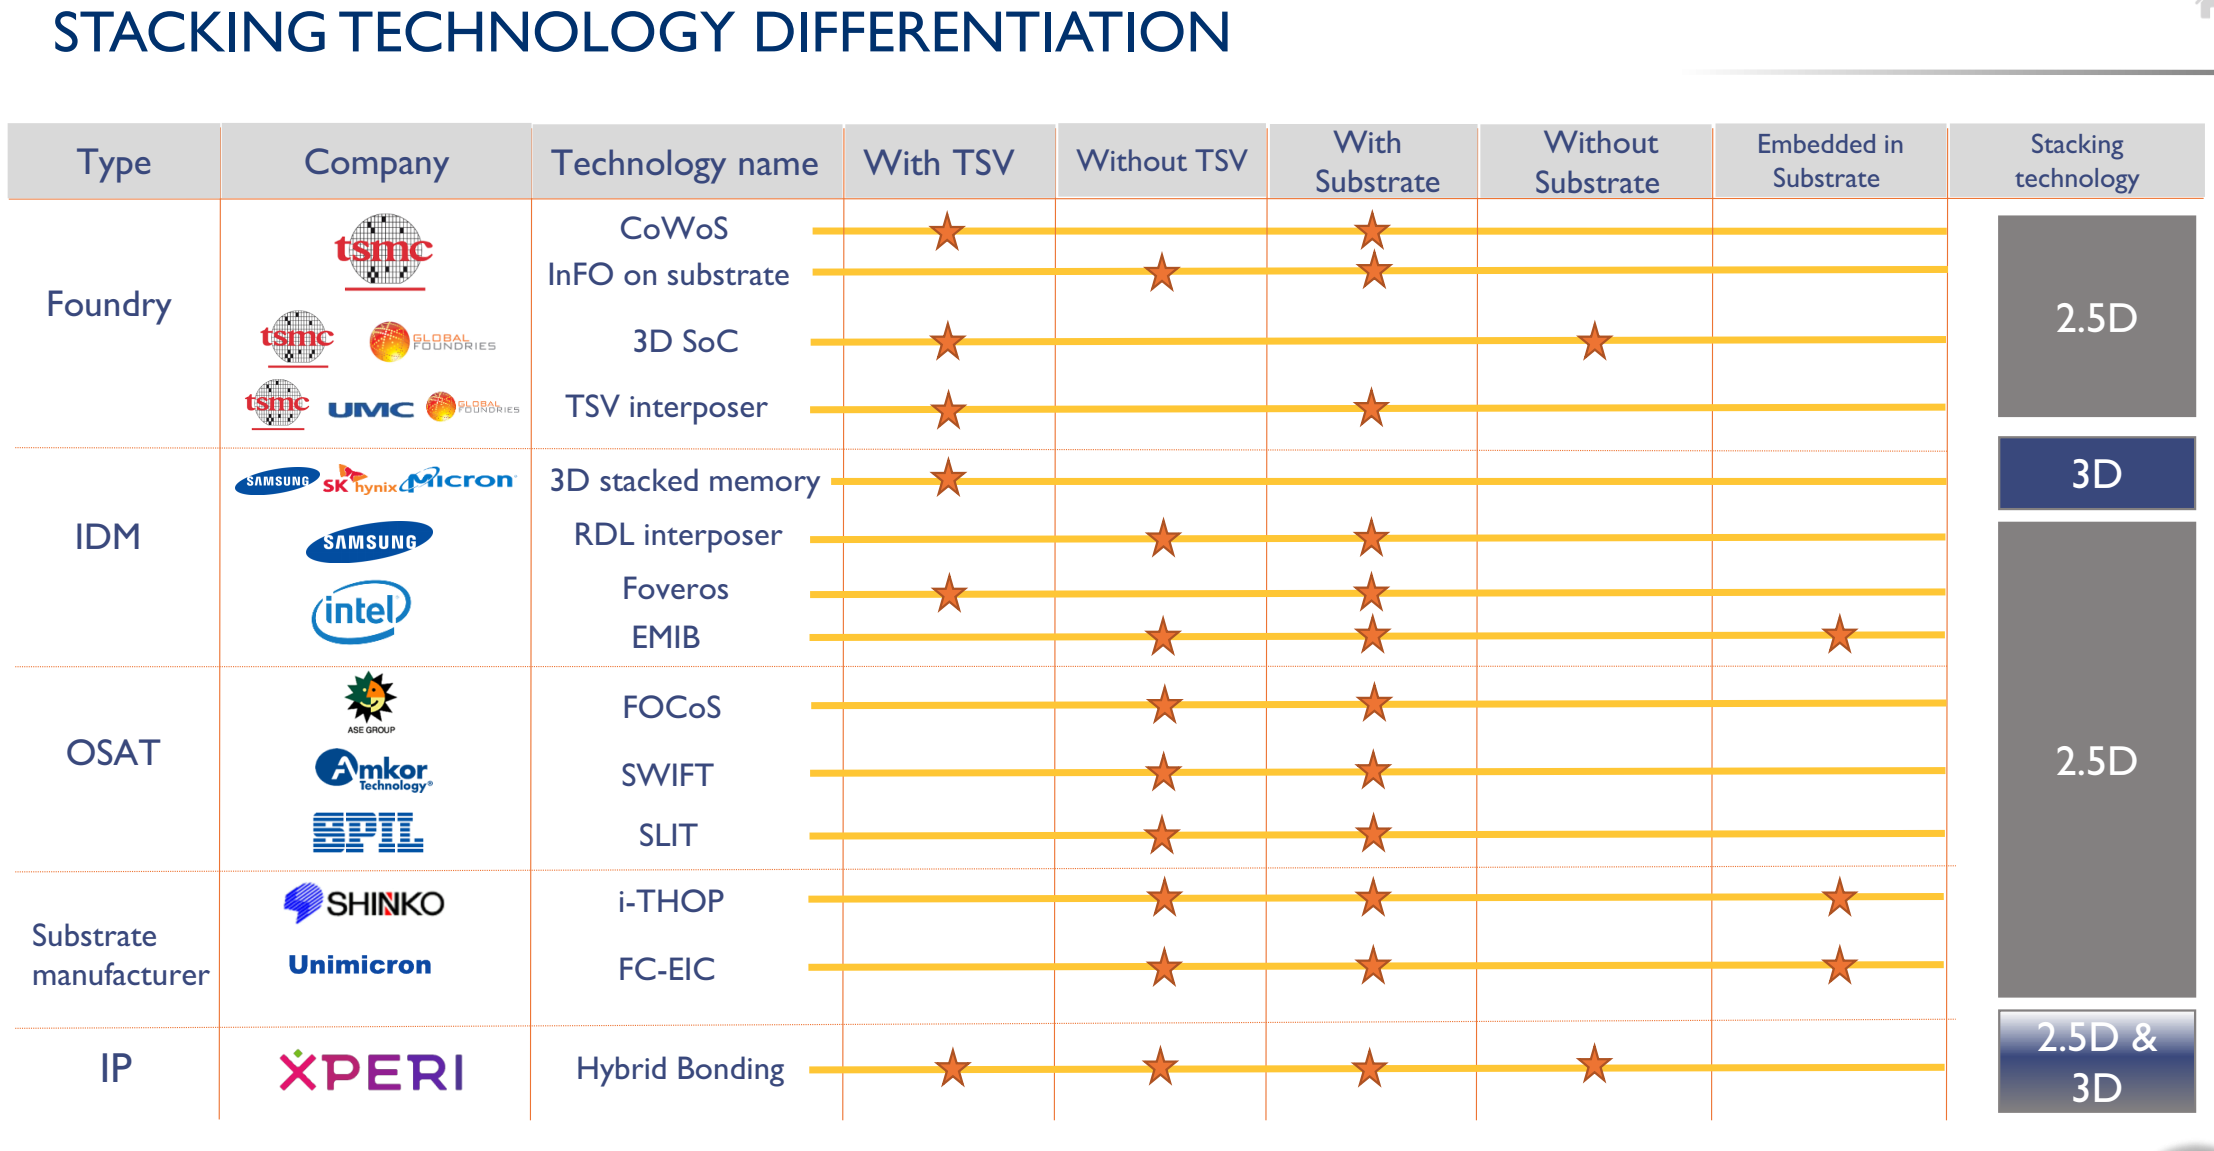 STACKING TECHNOLOGY DIFFERENTIATION
Type
Company
Technology name
With TSV
Without TSV
With
Substrate
Without
Substrate
Embedded in
Substrate
Stacking
technology
Foundry
tsmc
CoWoS
InFO on substrate
tsmc
GLOBAL
FOUNDRIES
3D SoC
tsmc
UMC
GLOBAL
FOUNDRIES
TSV interposer
2.5D
IDM
SAMSUNG
SK hynix
Micron
3D stacked memory
3D
SAMSUNG
RDL interposer
intel
Foveros
EMIB
OSAT
ASE GROUP
FOCoS
Amkor
Technology®
SWIFT
SPIL
SLIT
2.5D
Substrate
manufacturer
SHINKO
i-THOP
Unimicron
FC-EIC
IP
XPERI
Hybrid Bonding
2.5D &
3D